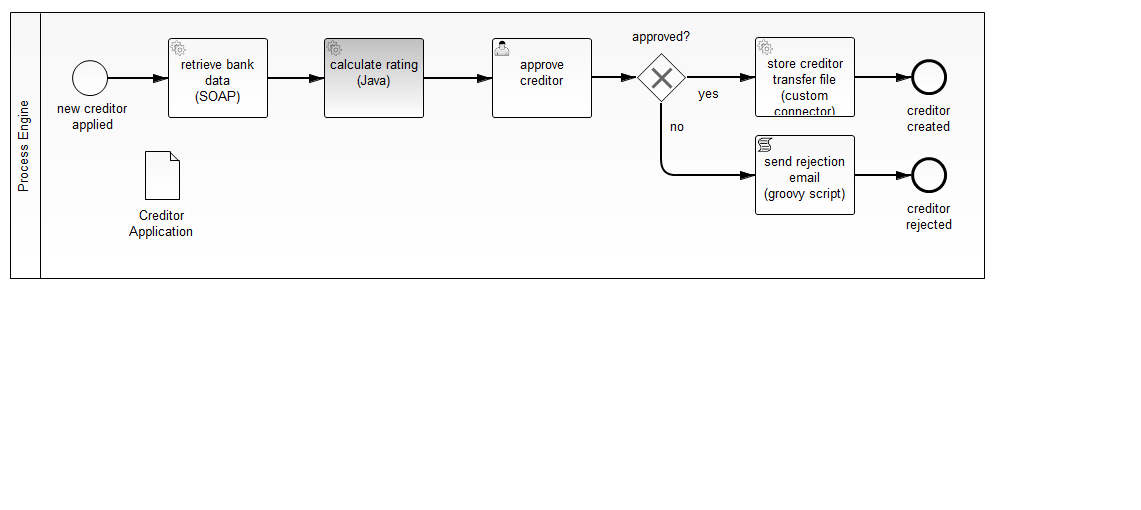 Process Engine
new creditor
applied
retrieve bank
data
(SOAP)
calculate rating
(Java)
approve
creditor
approved?
yes
no
store creditor
transfer file
(custom
connector)
creditor
created
send rejection
email
(groovy script)
creditor
rejected
Creditor
Application